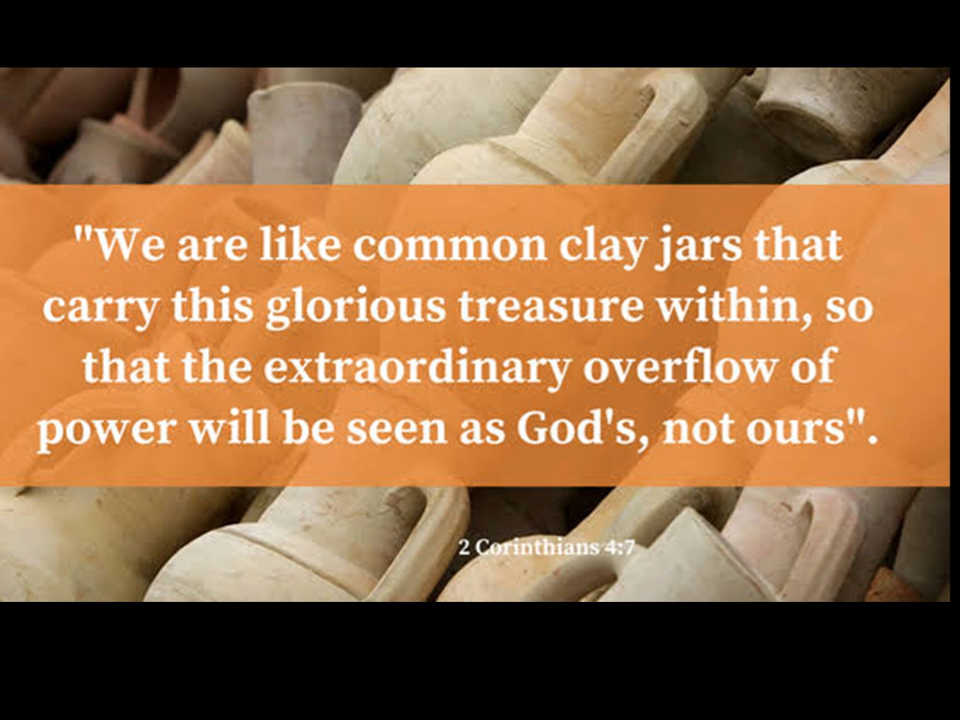 "We are like common clay jars that
carry this glorious treasure within, so
that the extraordinary overflow of
power will be seen as God's, not ours".
2 Corinthians 4:7